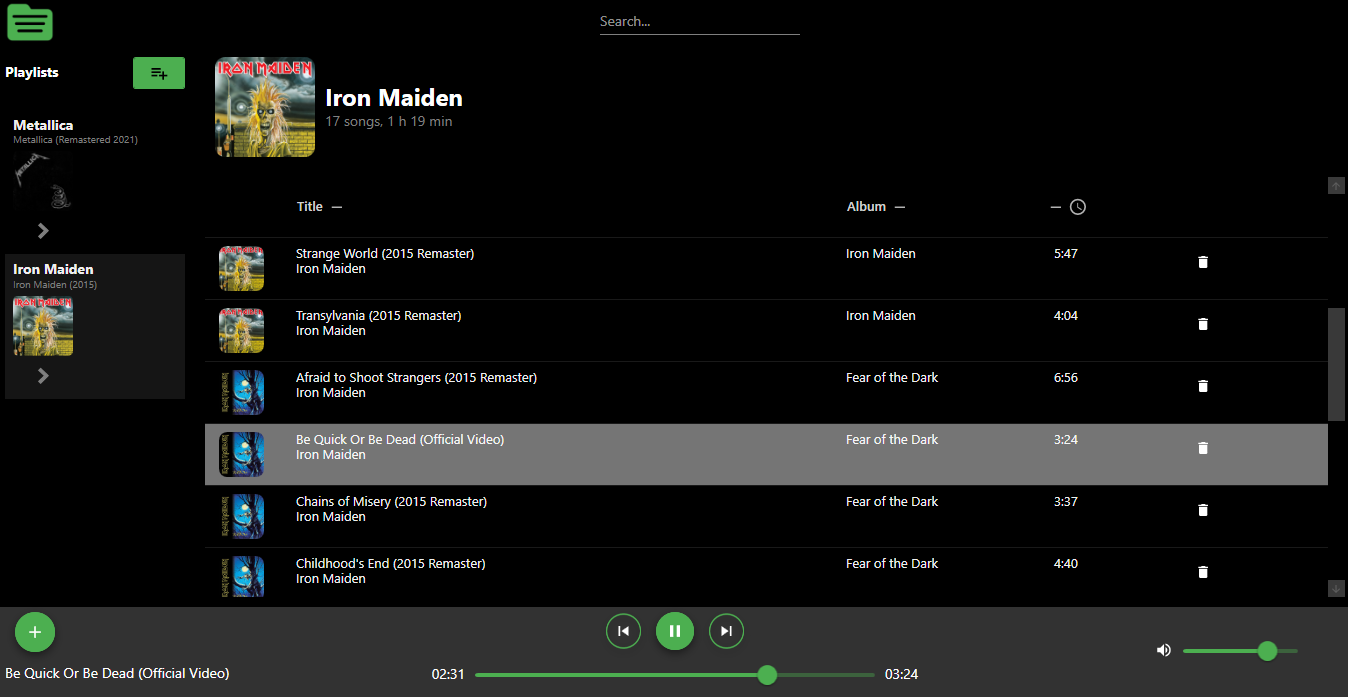 Search...
Playlists
Metallica
Metallica (Remastered 2021)
METALLICA
Iron Maiden
Iron Maiden (2015)
IRON MAIDEN
IRON MAIDEN
Iron Maiden
17 songs, 1 h 19 min
Title — Album —  —
Strange World (2015 Remaster) Iron Maiden 5:47
Iron Maiden
Transylvania (2015 Remaster) Iron Maiden 4:04
Iron Maiden
Afraid to Shoot Strangers (2015 Remaster) Fear of the Dark 6:56
Iron Maiden
Be Quick Or Be Dead (Official Video) Fear of the Dark 3:24
Iron Maiden
Chains of Misery (2015 Remaster) Fear of the Dark 3:37
Iron Maiden
Childhood's End (2015 Remaster) Fear of the Dark 4:40
Iron Maiden
Be Quick Or Be Dead (Official Video) 02:31 03:24